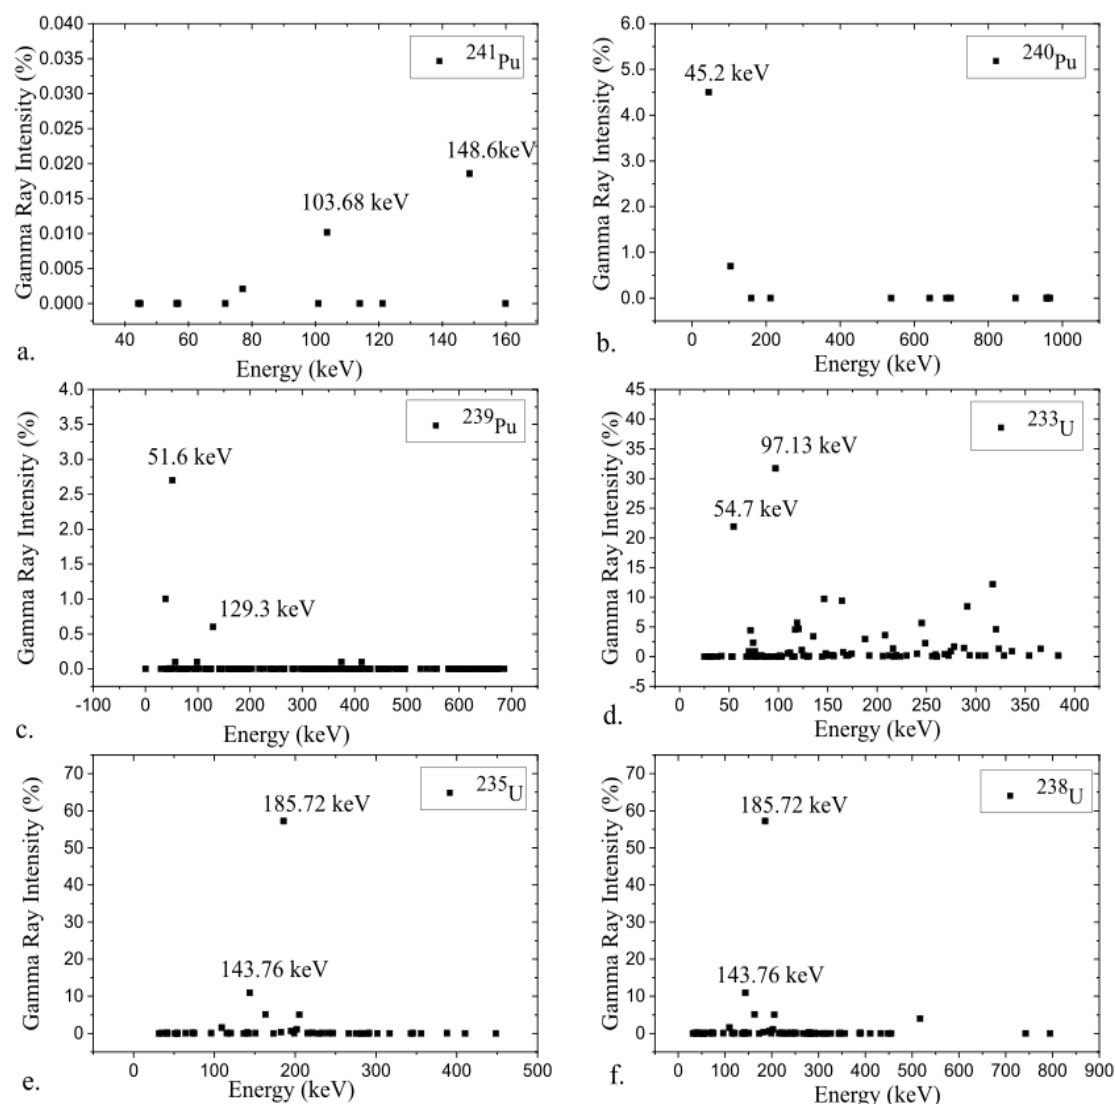 0.040
0.035
0.030
0.025
0.020
0.015
0.010
0.005
0.000
Gamma Ray Intensity (%)
241Pu
148.6keV
103.68 keV
40 60 80 100 120 140 160
Energy (keV)
a.
6.0
5.0
4.0
3.0
2.0
1.0
0.0
Gamma Ray Intensity (%)
240Pu
45.2 keV
0 200 400 600 800 1000
Energy (keV)
b.
4.0
3.5
3.0
2.5
2.0
1.5
1.0
0.5
0.0
Gamma Ray Intensity (%)
239Pu
51.6 keV
129.3 keV
-100 0 100 200 300 400 500 600 700
Energy (keV)
c.
45
40
35
30
25
20
15
10
5
0
-5
Gamma Ray Intensity (%)
233U
97.13 keV
54.7 keV
0 50 100 150 200 250 300 350 400
Energy (keV)
d.
70
60
50
40
30
20
10
0
Gamma Ray Intensity (%)
235U
185.72 keV
143.76 keV
0 100 200 300 400 500
Energy (keV)
e.
70
60
50
40
30
20
10
0
Gamma Ray Intensity (%)
238U
185.72 keV
143.76 keV
0 100 200 300 400 500 600 700 800 900
Energy (keV)
f.